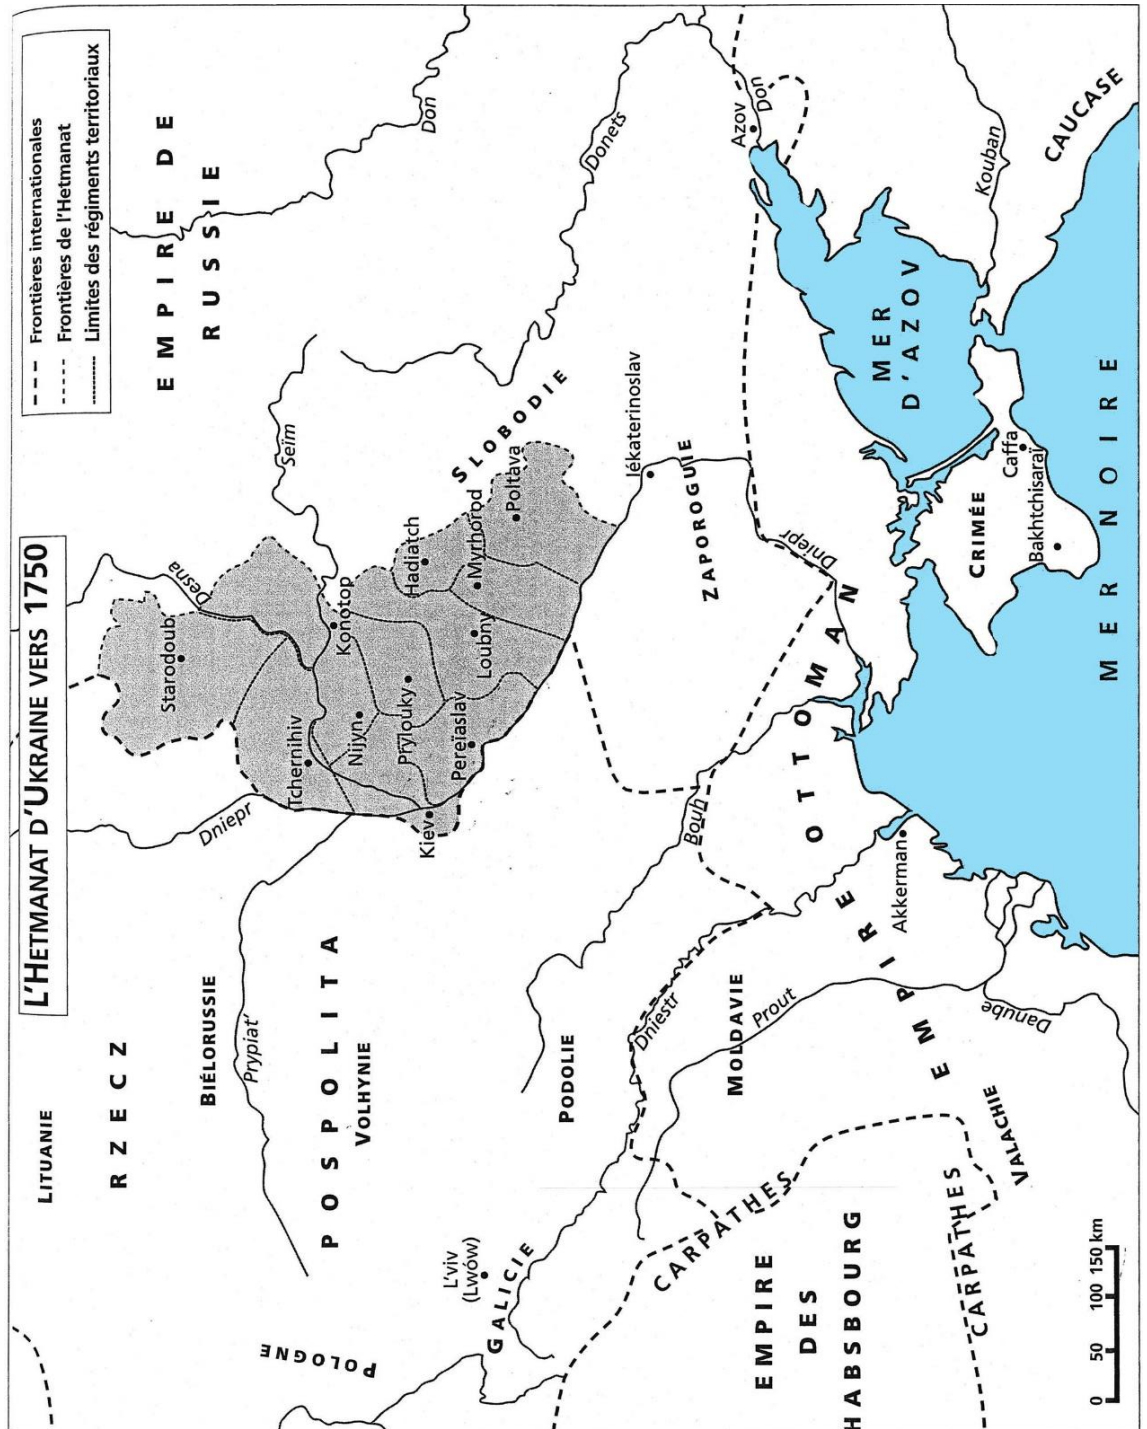 L'HETMANAT D'UKRAINE VERS 1750
Frontières internationales
Frontières de l'Hetmanat
Limites des régiments territoriaux
LITUANIE
RZECZ
POSPOLITA
BIÉLORUSSIE
Prypiat'
VOLHYNIE
POLOGNE
L'viv
(Lwów)
GALICIE
PODOLIE
Dniepr
Desna
Starodoub
Tchernihiv
Konotop
Nijyn
Prylouky
Kiev
Pereïaslav
Loubny
Hadiatch
Myrhorod
Poltava
Seïm
SLOBODIE
EMPIRE DE
RUSSIE
Don
Donets
Iékaterinoslav
ZAPOROGUIE
Dniepr
Bouh
Dniestr
MOLDAVIE
Prout
Danube
VALACHIE
CARPATHES
CARPATHES
EMPIRE
DES
HABSBOURG
EMPIRE OTTOMAN
Akkerman
CRIMÉE
Caffa
Bakhtchisaraï
MER
D'AZOV
Azov
Don
Kouban
CAUCASE
MER NOIRE
0 50 100 150 km